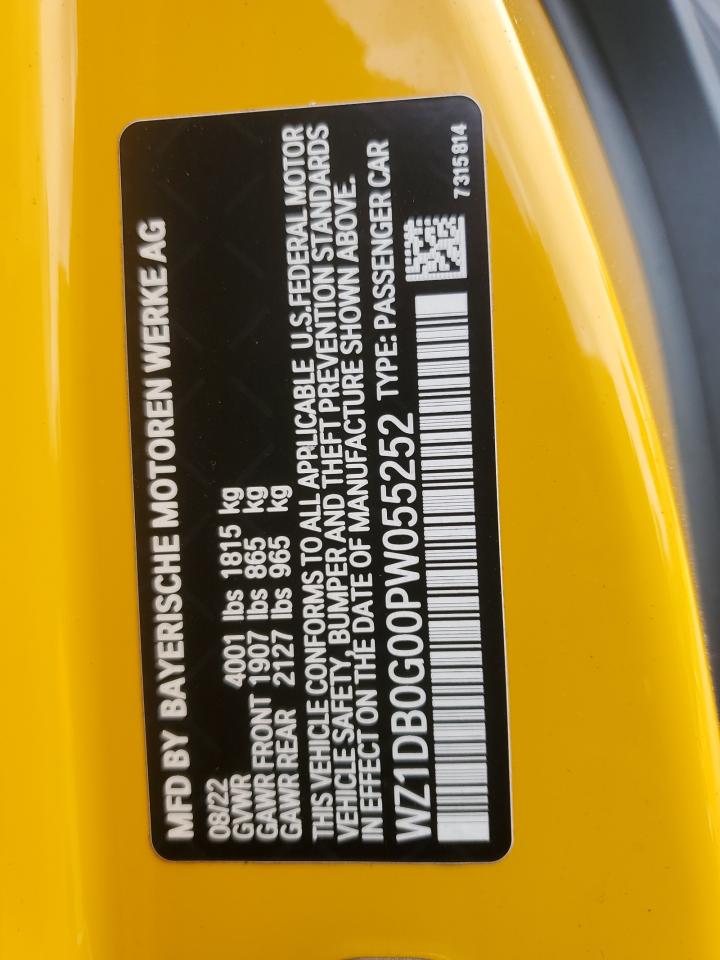 MFD BY BAYERISCHE MOTOREN WERKE AG
08/22
GVWR 4001 lbs 1815 kg
GAWR FRONT 1907 lbs 865 kg
GAWR REAR 2127 lbs 965 kg
THIS VEHICLE CONFORMS TO ALL APPLICABLE U.S.FEDERAL MOTOR
VEHICLE SAFETY, BUMPER AND THEFT PREVENTION STANDARDS
IN EFFECT ON THE DATE OF MANUFACTURE SHOWN ABOVE.
WZ1DB0G00PW055252 TYPE: PASSENGER CAR
7315814